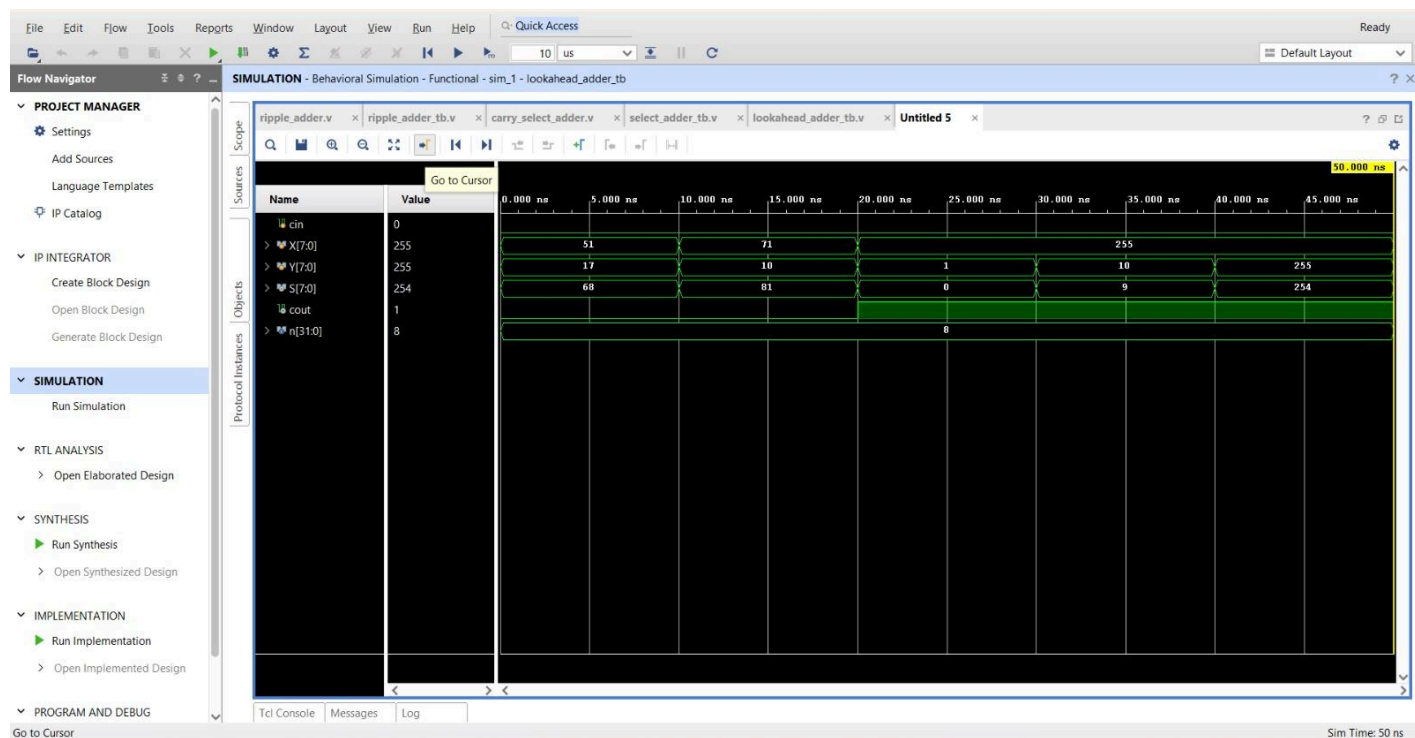 File Edit Flow Tools Reports Window Layout View Run Help Q- Quick Access Ready
10 us Default Layout
Flow Navigator ? SIMULATION - Behavioral Simulation - Functional - sim_1 - lookahead_adder_tb ? ×
PROJECT MANAGER
Settings
Add Sources
Language Templates
IP Catalog
IP INTEGRATOR
Create Block Design
Open Block Design
Generate Block Design
SIMULATION
Run Simulation
RTL ANALYSIS
Open Elaborated Design
SYNTHESIS
Run Synthesis
Open Synthesized Design
IMPLEMENTATION
Run Implementation
Open Implemented Design
PROGRAM AND DEBUG
Scope
Sources
Objects
Protocol Instances
ripple_adder.v × ripple_adder_tb.v × carry_select_adder.v × select_adder_tb.v × lookahead_adder_tb.v × Untitled 5 ×
Go to Cursor
50.000 ns
Name Value 0.000 ns 5.000 ns 10.000 ns 15.000 ns 20.000 ns 25.000 ns 30.000 ns 35.000 ns 40.000 ns 45.000 ns
cin 0
X[7:0] 255 51 71 255
Y[7:0] 255 17 10 1 10 255
S[7:0] 254 68 81 0 9 254
cout 1
n[31:0] 8 8
Tcl Console Messages Log
Go to Cursor Sim Time: 50 ns